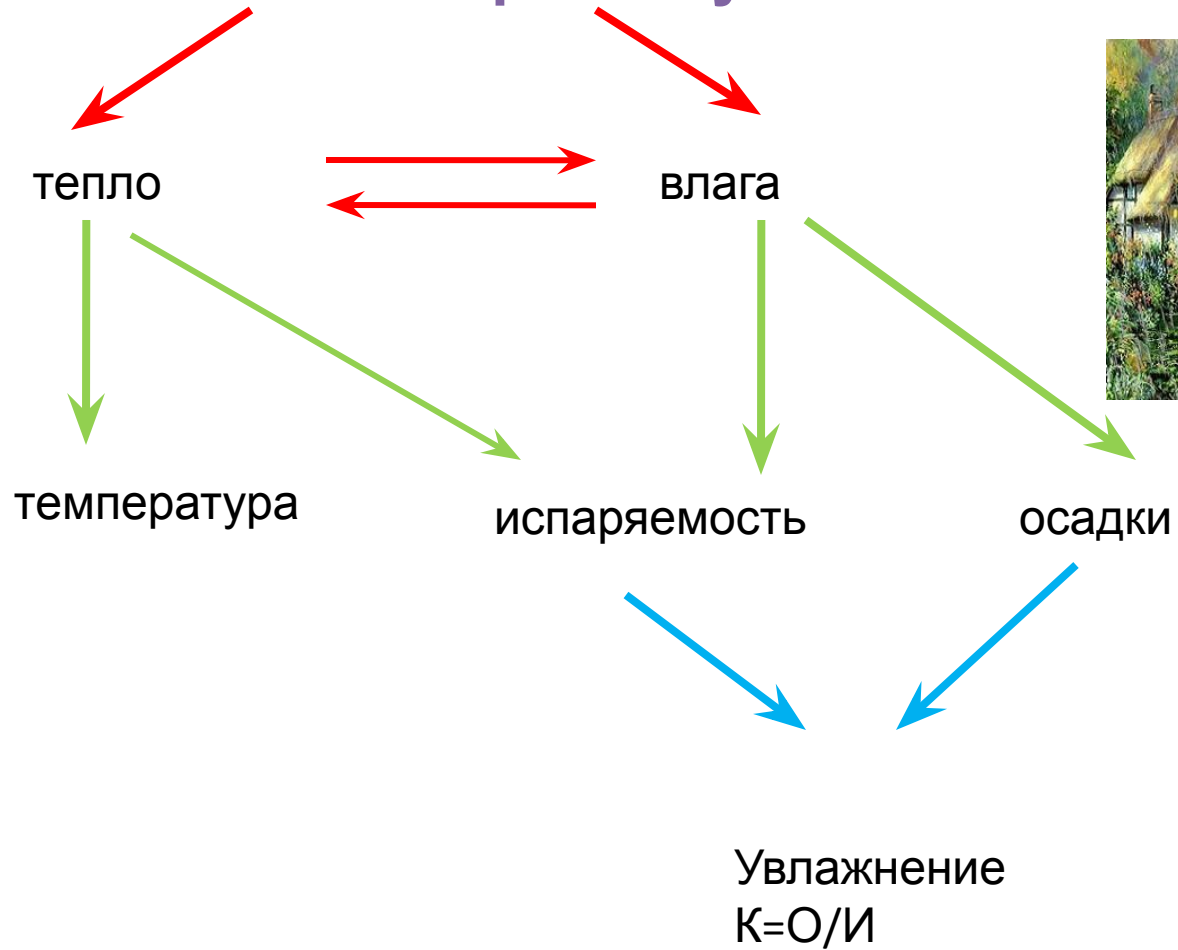 тепло
влага
температура
испаряемость
осадки
Увлажнение
К=О/И